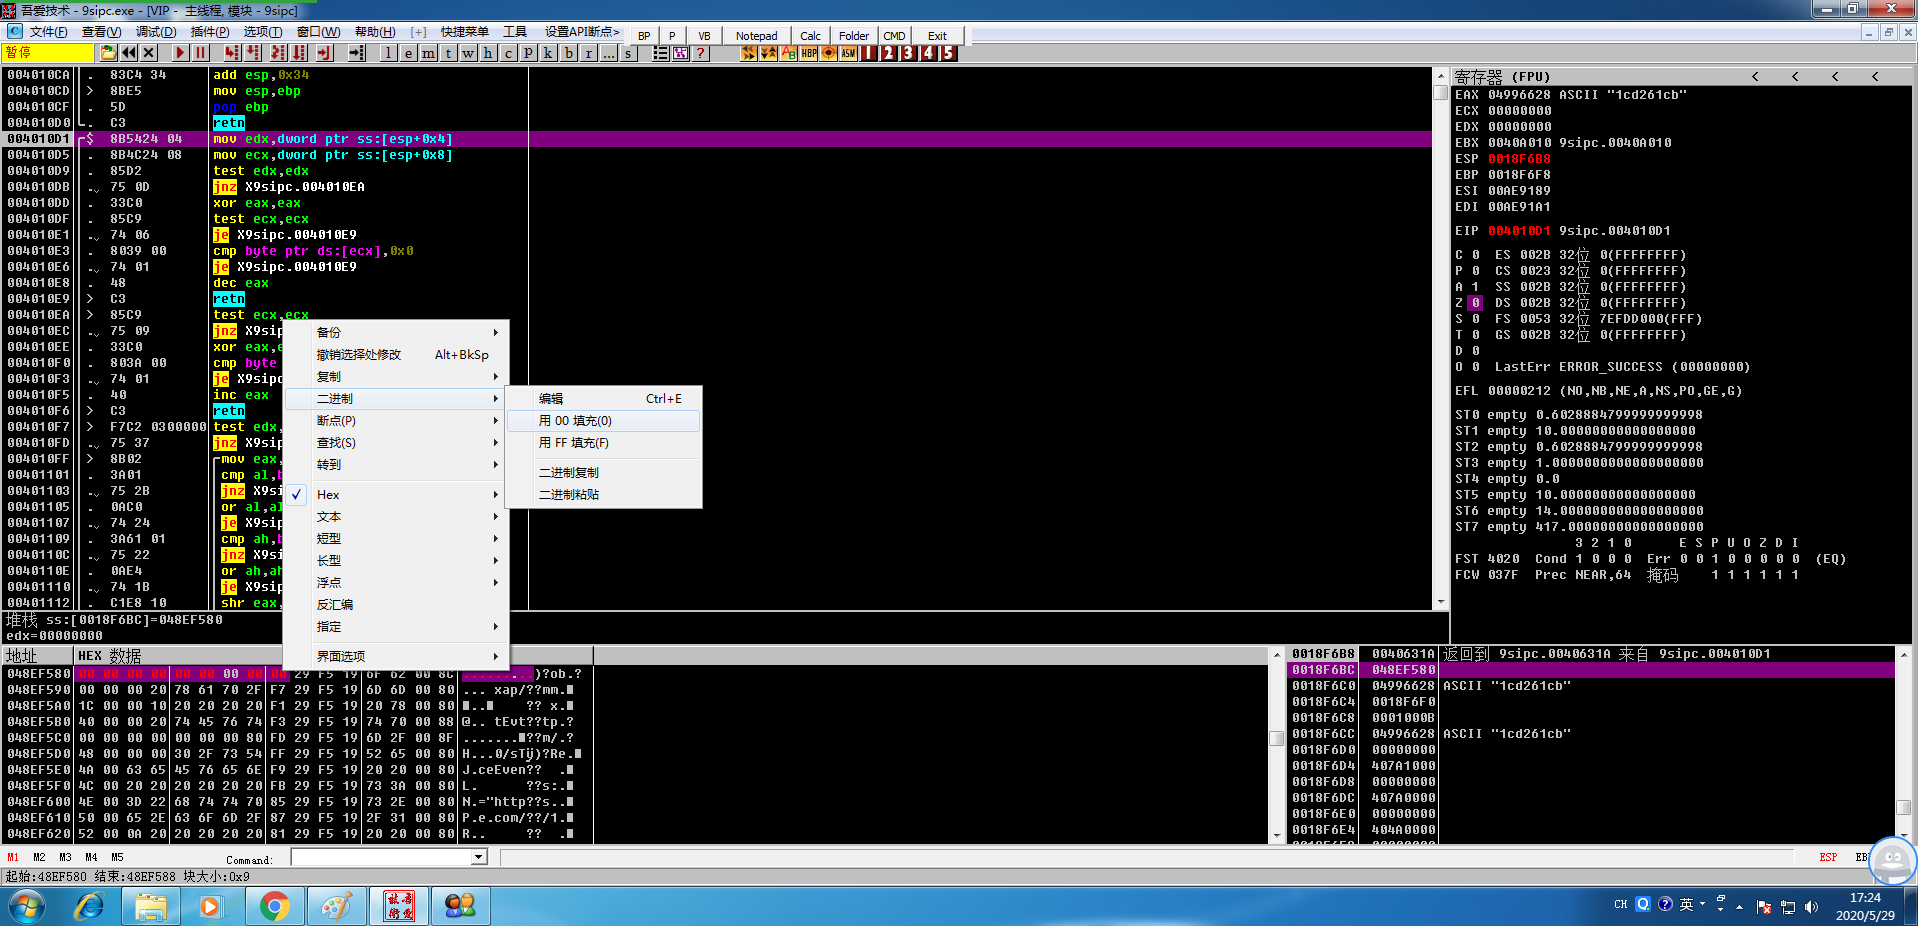 吾爱技术 - 9sipc.exe - [VIP - 主线程, 模块 - 9sipc]
文件(F) 查看(V) 调试(D) 插件(P) 选项(T) 窗口(W) 帮助(H) [+] 快捷菜单 工具 设置API断点> BP P VB Notepad Calc Folder CMD Exit
暂停 l e m t w h c p k b r ... s ? HBP ASM 1 2 3 4 5
004010CA . 83C4 34 add esp,0x34
004010CD > 8BE5 mov esp,ebp
004010CF . 5D pop ebp
004010D0 . C3 retn
004010D1 $ 8B5424 04 mov edx,dword ptr ss:[esp+0x4]
004010D5 . 8B4C24 08 mov ecx,dword ptr ss:[esp+0x8]
004010D9 . 85D2 test edx,edx
004010DB . 75 0D jnz X9sipc.004010EA
004010DD . 33C0 xor eax,eax
004010DF . 85C9 test ecx,ecx
004010E1 . 74 06 je X9sipc.004010E9
004010E3 . 8039 00 cmp byte ptr ds:[ecx],0x0
004010E6 . 74 01 je X9sipc.004010E9
004010E8 . 48 dec eax
004010E9 > C3 retn
004010EA > 85C9 test ecx,ecx
004010EC . 75 09 jnz X9sip
004010EE . 33C0 xor eax,e
004010F0 . 803A 00 cmp byte
004010F3 . 74 01 je X9sipc
004010F5 . 40 inc eax
004010F6 > C3 retn
004010F7 > F7C2 0300000 test edx,
004010FD . 75 37 jnz X9sip
004010FF > 8B02 mov eax,
00401101 . 3A01 cmp al,b
00401103 . 75 2B jnz X9s
00401105 . 0AC0 or al,al
00401107 . 74 24 je X9sip
00401109 . 3A61 01 cmp ah,b
0040110C . 75 22 jnz X9s
0040110E . 0AE4 or ah,ah
00401110 . 74 1B je X9sip
00401112 . C1E8 10 shr eax,
堆栈 ss:[0018F6BC]=048EF580
edx=00000000
备份
撤销选择处修改 Alt+BkSp
复制
二进制
断点(P)
查找(S)
转到
Hex
文本
短型
长型
浮点
反汇编
指定
界面选项
编辑 Ctrl+E
用 00 填充(0)
用 FF 填充(F)
二进制复制
二进制粘贴
寄存器 (FPU) < < < <
EAX 04996628 ASCII "1cd261cb"
ECX 00000000
EDX 00000000
EBX 0040A010 9sipc.0040A010
ESP 0018F6B8
EBP 0018F6F8
ESI 00AE9189
EDI 00AE91A1
EIP 004010D1 9sipc.004010D1
C 0 ES 002B 32位 0(FFFFFFFF)
P 0 CS 0023 32位 0(FFFFFFFF)
A 1 SS 002B 32位 0(FFFFFFFF)
Z 0 DS 002B 32位 0(FFFFFFFF)
S 0 FS 0053 32位 7EFDD000(FFF)
T 0 GS 002B 32位 0(FFFFFFFF)
D 0
O 0 LastErr ERROR_SUCCESS (00000000)
EFL 00000212 (NO,NB,NE,A,NS,PO,GE,G)
ST0 empty 0.6028884799999999998
ST1 empty 10.00000000000000000
ST2 empty 0.6028884799999999998
ST3 empty 1.0000000000000000000
ST4 empty 0.0
ST5 empty 10.00000000000000000
ST6 empty 14.000000000000000000
ST7 empty 417.00000000000000000
3 2 1 0 E S P U O Z D I
FST 4020 Cond 1 0 0 0 Err 0 0 1 0 0 0 0 0 (EQ)
FCW 037F Prec NEAR,64 掩码 1 1 1 1 1 1
地址 HEX 数据
048EF580 00 00 00 00 00 00 00 00 00 29 F5 19 6F 62 00 8C .........)?ob.?
048EF590 00 00 00 20 78 61 70 2F F7 29 F5 19 6D 6D 00 80 ... xap/??mm.
048EF5A0 1C 00 00 10 20 20 20 20 F1 29 F5 19 20 78 00 80 .. ?? x.
048EF5B0 40 00 00 20 74 45 76 74 F3 29 F5 19 74 70 00 88 @.. tEvt??tp.?
048EF5C0 00 00 00 00 00 00 00 80 FD 29 F5 19 6D 2F 00 8F .......??m/.?
048EF5D0 48 00 00 00 30 2F 73 54 FF 29 F5 19 52 65 00 80 H...0/sTij)?Re.
048EF5E0 4A 00 63 65 45 76 65 6E F9 29 F5 19 20 20 00 80 J.ceEven?? .
048EF5F0 4C 00 20 20 20 20 20 20 FB 29 F5 19 73 3A 00 80 L. ??s:.
048EF600 4E 00 3D 22 68 74 74 70 85 29 F5 19 73 2E 00 80 N.="http??s..
048EF610 50 00 65 2E 63 6F 6D 2F 87 29 F5 19 2F 31 00 80 P.e.com/??/1.
048EF620 52 00 0A 20 20 20 20 20 81 29 F5 19 20 20 00 80 R.. ?? .
0018F6B8 0040631A 返回到 9sipc.0040631A 来自 9sipc.004010D1
0018F6BC 048EF580
0018F6C0 04996628 ASCII "1cd261cb"
0018F6C4 0018F6F0
0018F6C8 0001000B
0018F6CC 04996628 ASCII "1cd261cb"
0018F6D0 00000000
0018F6D4 407A1000
0018F6D8 00000000
0018F6DC 407A0000
0018F6E0 00000000
0018F6E4 404A0000
M1 M2 M3 M4 M5 Command: ESP
起始:48EF580 结束:48EF588 块大小:0x9
CH 英 17:24
2020/5/29